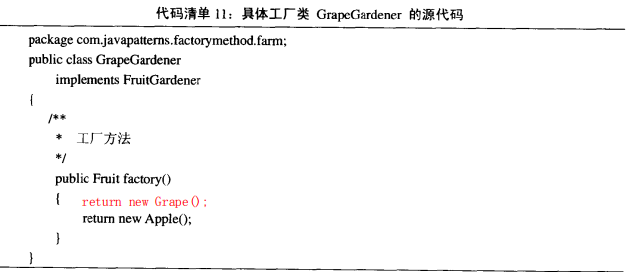 代码清单 11：具体工厂类 GrapeGardener 的源代码
package com.javapatterns.factorymethod.farm;
public class GrapeGardener
implements FruitGardener
{
/**
* 工厂方法
*/
public Fruit factory()
{ return new Grape();
return new Apple();
}
}